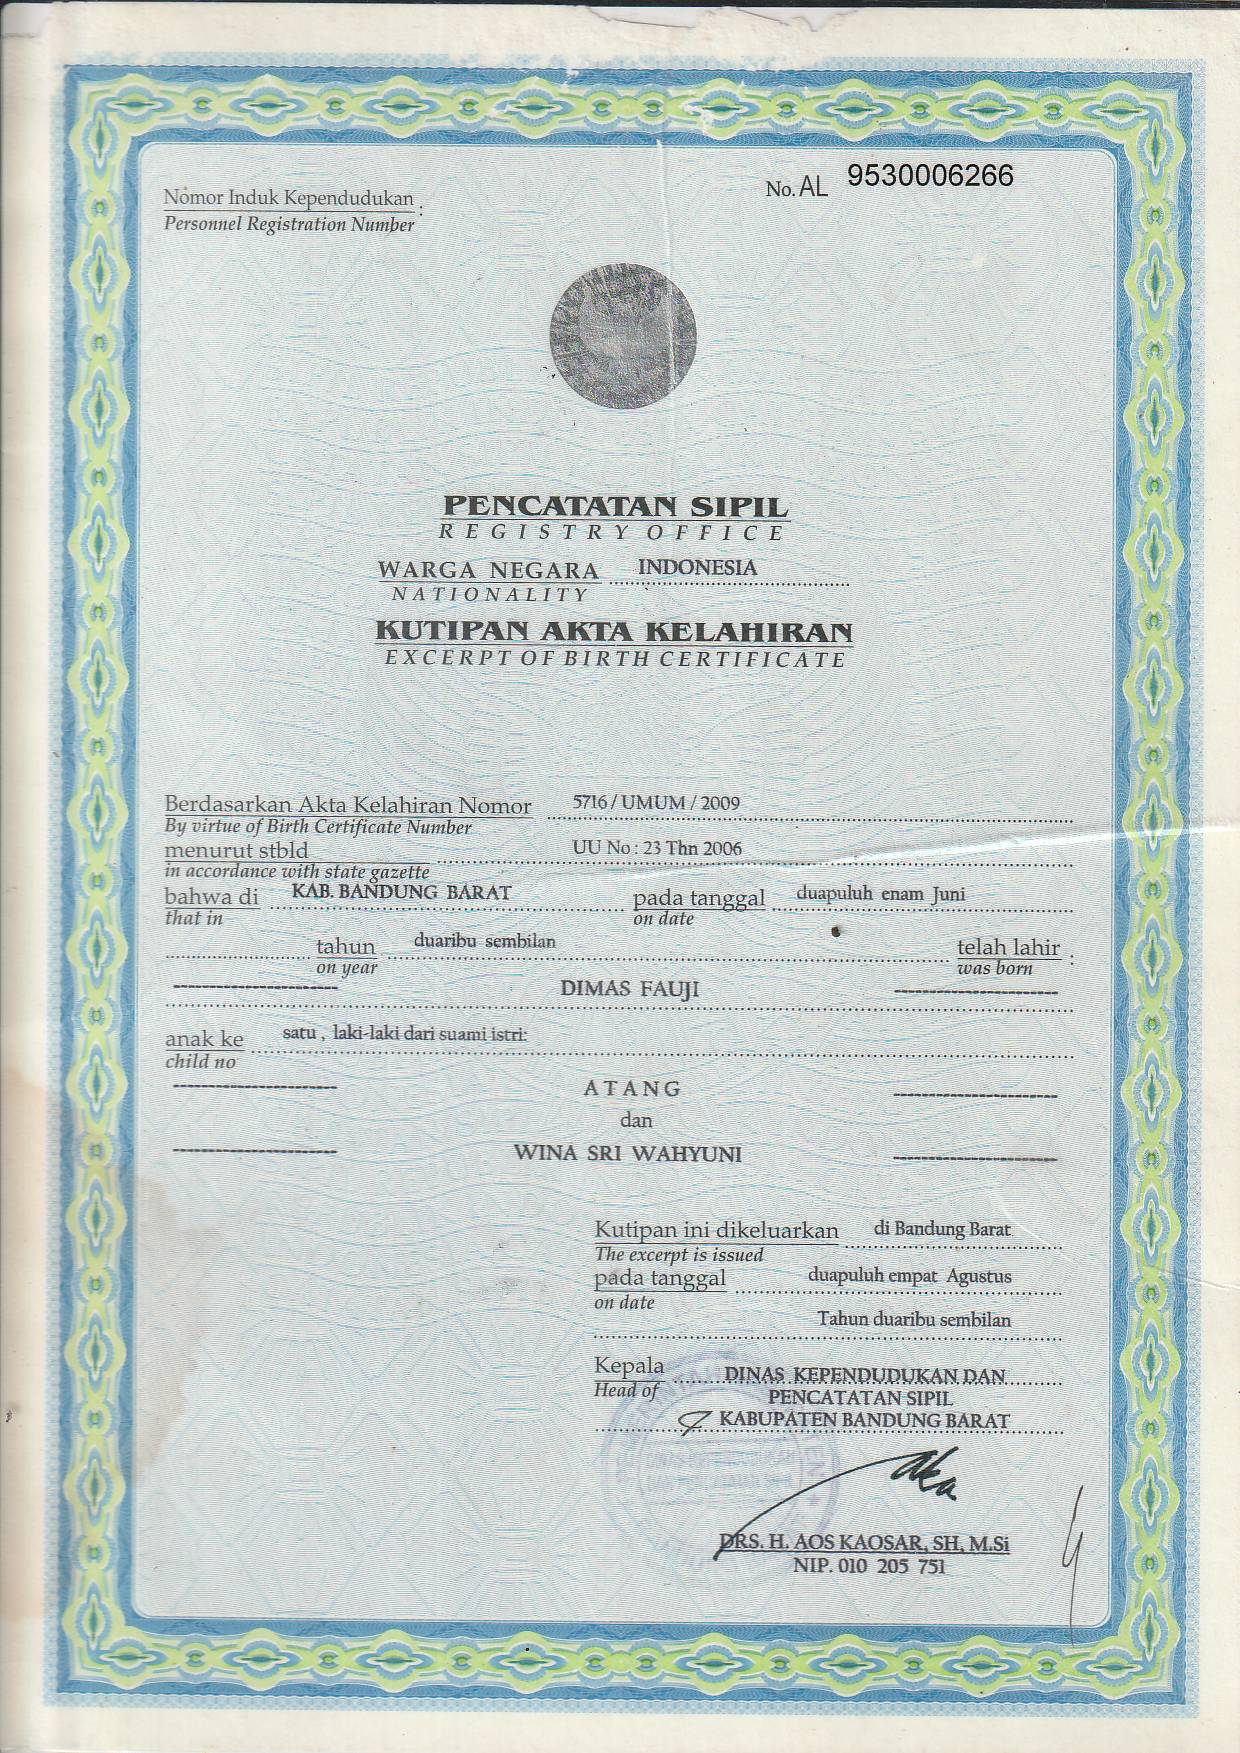 Nomor Induk Kependudukan :
Personnel Registration Number
No. AL 9530006266
PENCATATAN SIPIL
REGISTRY OFFICE
WARGA NEGARA INDONESIA
NATIONALITY
KUTIPAN AKTA KELAHIRAN
EXCERPT OF BIRTH CERTIFICATE
Berdasarkan Akta Kelahiran Nomor 5716 / UMUM / 2009
By virtue of Birth Certificate Number
menurut stbld UU No : 23 Thn 2006
in accordance with state gazette
bahwa di KAB. BANDUNG BARAT pada tanggal duapuluh enam Juni
that in on date
tahun duaribu sembilan telah lahir :
on year was born
DIMAS FAUJI
anak ke satu , laki-laki dari suami istri:
child no
ATANG
dan
WINA SRI WAHYUNI
Kutipan ini dikeluarkan di Bandung Barat
The excerpt is issued
pada tanggal duapuluh empat Agustus
on date
Tahun duaribu sembilan
Kepala DINAS KEPENDUDUKAN DAN
Head of PENCATATAN SIPIL
KABUPATEN BANDUNG BARAT
DRS. H. AOS KAOSAR, SH, M.Si
NIP. 010 205 751